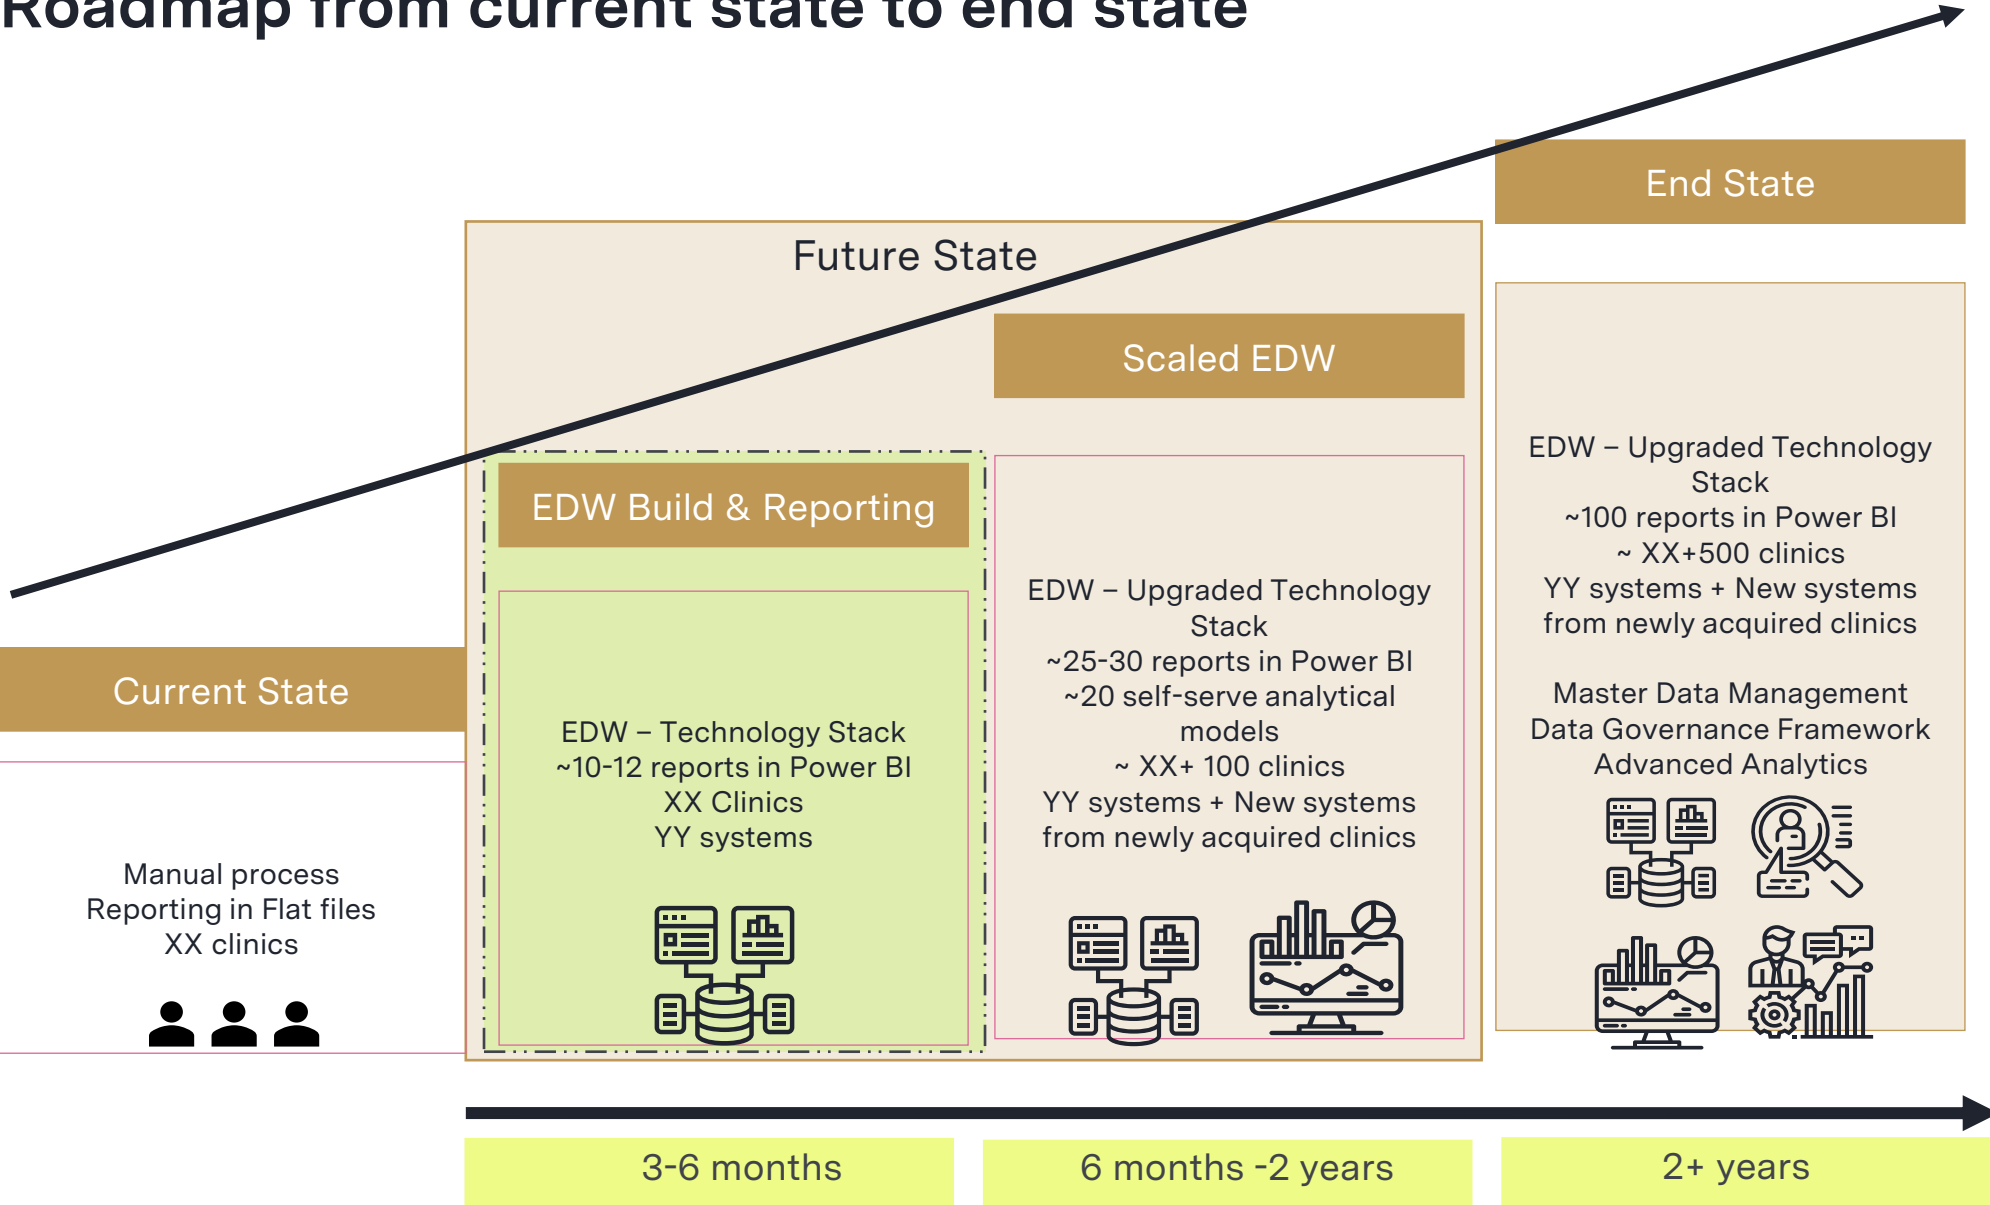 Roadmap from current state to end state
End State
Future State
Scaled EDW
EDW – Upgraded Technology
Stack
~100 reports in Power BI
~ XX+500 clinics
YY systems + New systems
from newly acquired clinics
Master Data Management
Data Governance Framework
Advanced Analytics
EDW Build & Reporting
EDW – Upgraded Technology
Stack
~25-30 reports in Power BI
~20 self-serve analytical
models
~ XX+ 100 clinics
YY systems + New systems
from newly acquired clinics
Current State
EDW – Technology Stack
~10-12 reports in Power BI
XX Clinics
YY systems
Manual process
Reporting in Flat files
XX clinics
3-6 months
6 months -2 years
2+ years